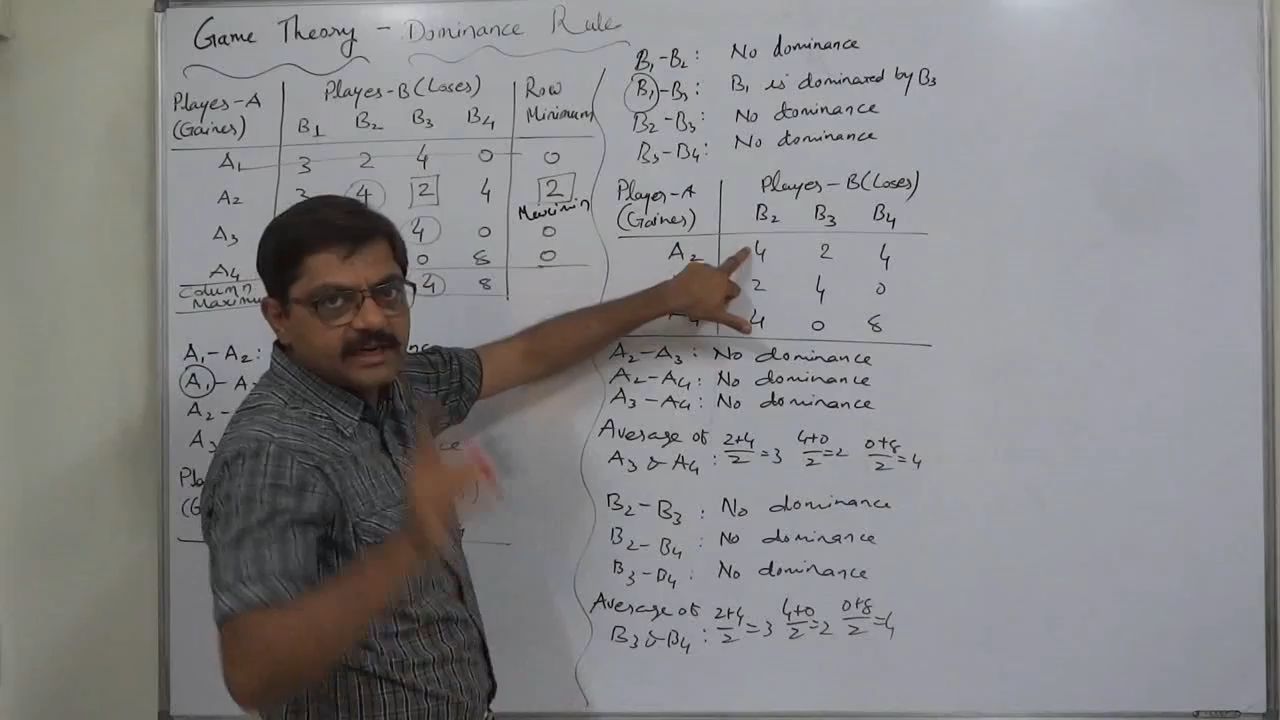 Game Theory - Dominance Rule
Player-A Player-B (Loses) Row
(Gaines) B1 B2 B3 B4 Minimum
A1 3 2 4 0 0
A2 3 4 2 4 2
Maximin
A3 4 0 0
A4 0 8 0
Column 4 8
Maximu
A1-A2:
A1-A
A2-
A3
B1-B2: No dominance
B1-B3: B1 is dominated by B3
B2-B3: No dominance
B3-B4: No dominance
Player-A Player-B (Loses)
(Gaines) B2 B3 B4
A2 4 2 4
2 4 0
4 0 8
A2-A3: No dominance
A2-A4: No dominance
A3-A4: No dominance
Average of 2+4/2=3 4+0/2=2 0+8/2=4
A3 & A4:
B2-B3: No dominance
B2-B4: No dominance
B3-B4: No dominance
Average of 2+4/2=3 4+0/2=2 0+8/2=4
B3 & B4: